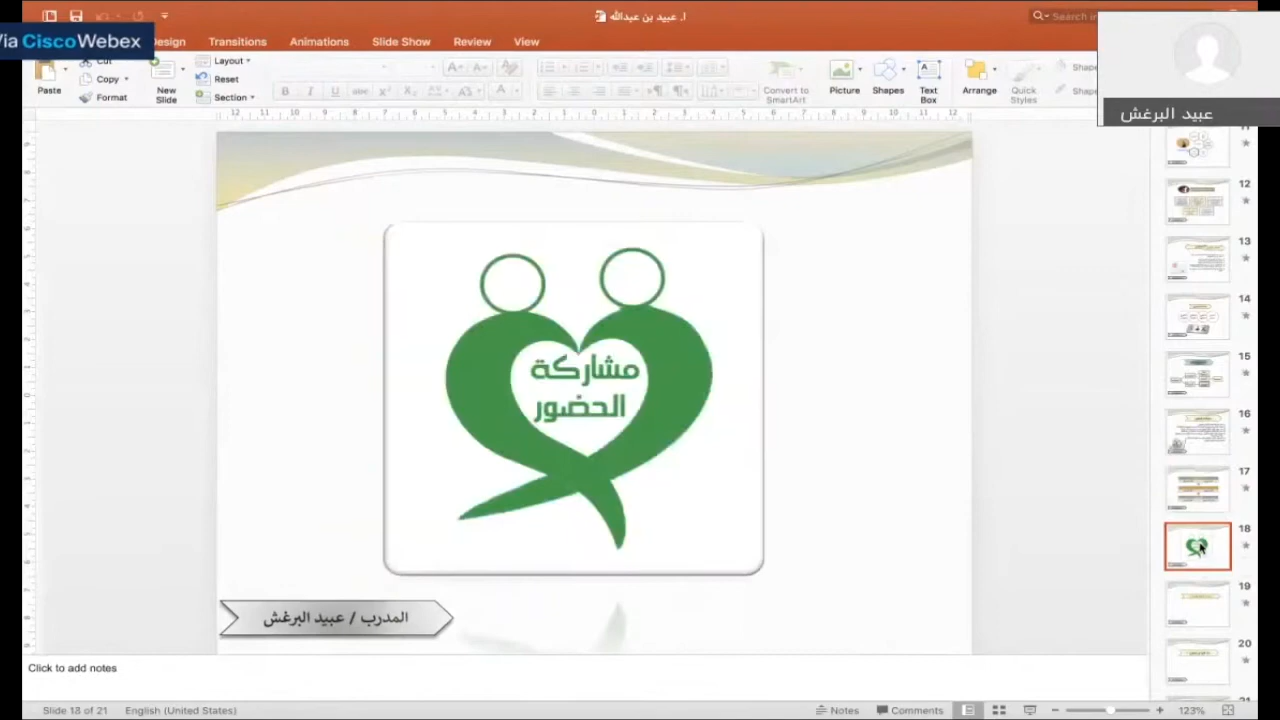 ا. عبيد بن عبدالله
Search in
Via CiscoWebex
Design
Transitions
Animations
Slide Show
Review
View
Paste
Cut
Copy
Format
New Slide
Layout
Reset
Section
Convert to SmartArt
Picture
Shapes
Text Box
Arrange
Quick Styles
عبيد البرغش
مشاركة
الحضور
المدرب / عبيد البرغش
12
13
14
15
16
17
18
19
20
Click to add notes
Slide 18 of 21
English (United States)
Notes
Comments
123%